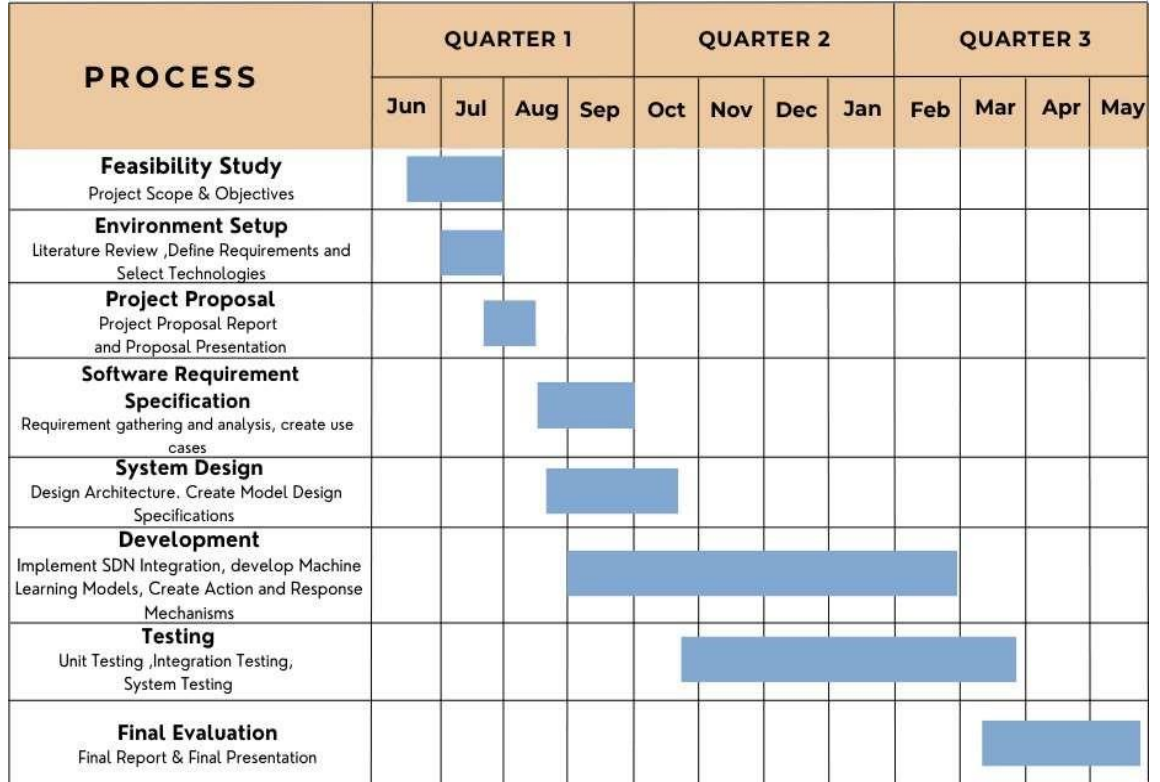 PROCESS
QUARTER 1 QUARTER 2 QUARTER 3
Jun Jul Aug Sep Oct Nov Dec Jan Feb Mar Apr May
Feasibility Study
Project Scope & Objectives
Environment Setup
Literature Review ,Define Requirements and
Select Technologies
Project Proposal
Project Proposal Report
and Proposal Presentation
Software Requirement
Specification
Requirement gathering and analysis, create use
cases
System Design
Design Architecture. Create Model Design
Specifications
Development
Implement SDN Integration, develop Machine
Learning Models, Create Action and Response
Mechanisms
Testing
Unit Testing ,Integration Testing,
System Testing
Final Evaluation
Final Report & Final Presentation